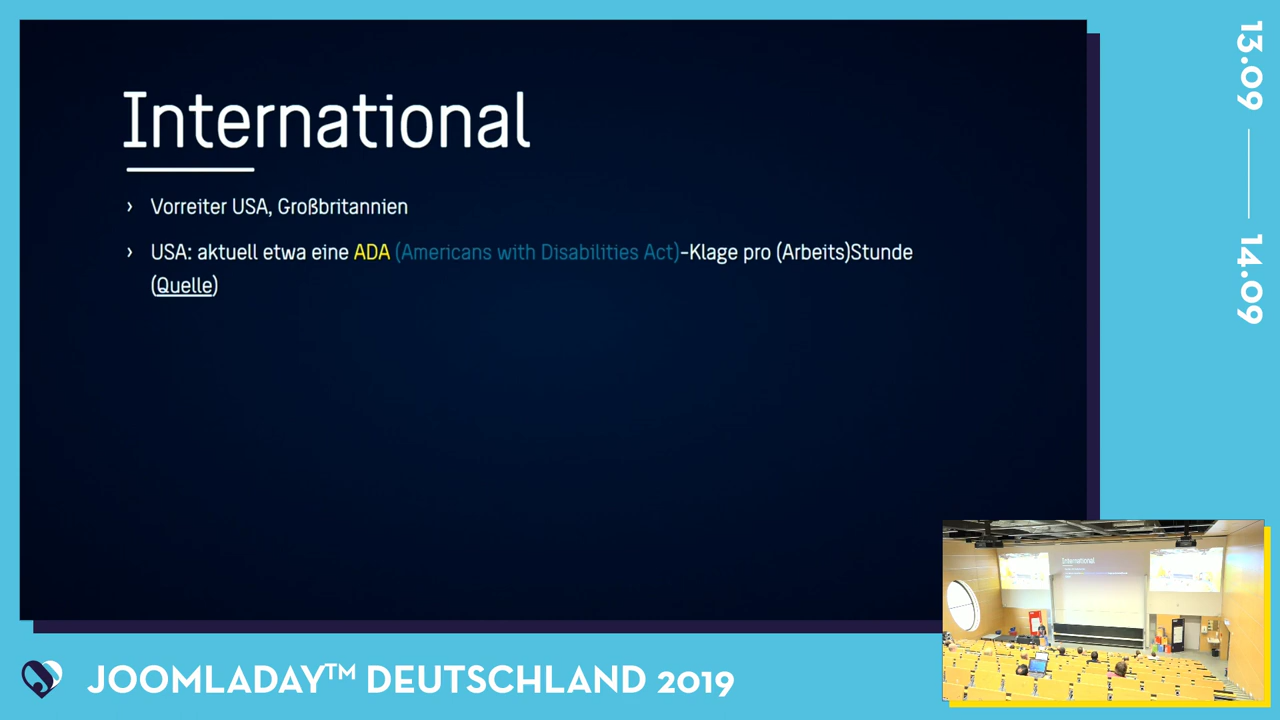 International
› Vorreiter USA, Großbritannien
› USA: aktuell etwa eine ADA (Americans with Disabilities Act)-Klage pro (Arbeits)Stunde
(Quelle)
13.09
14.09
International
JOOMLADAY™ DEUTSCHLAND 2019